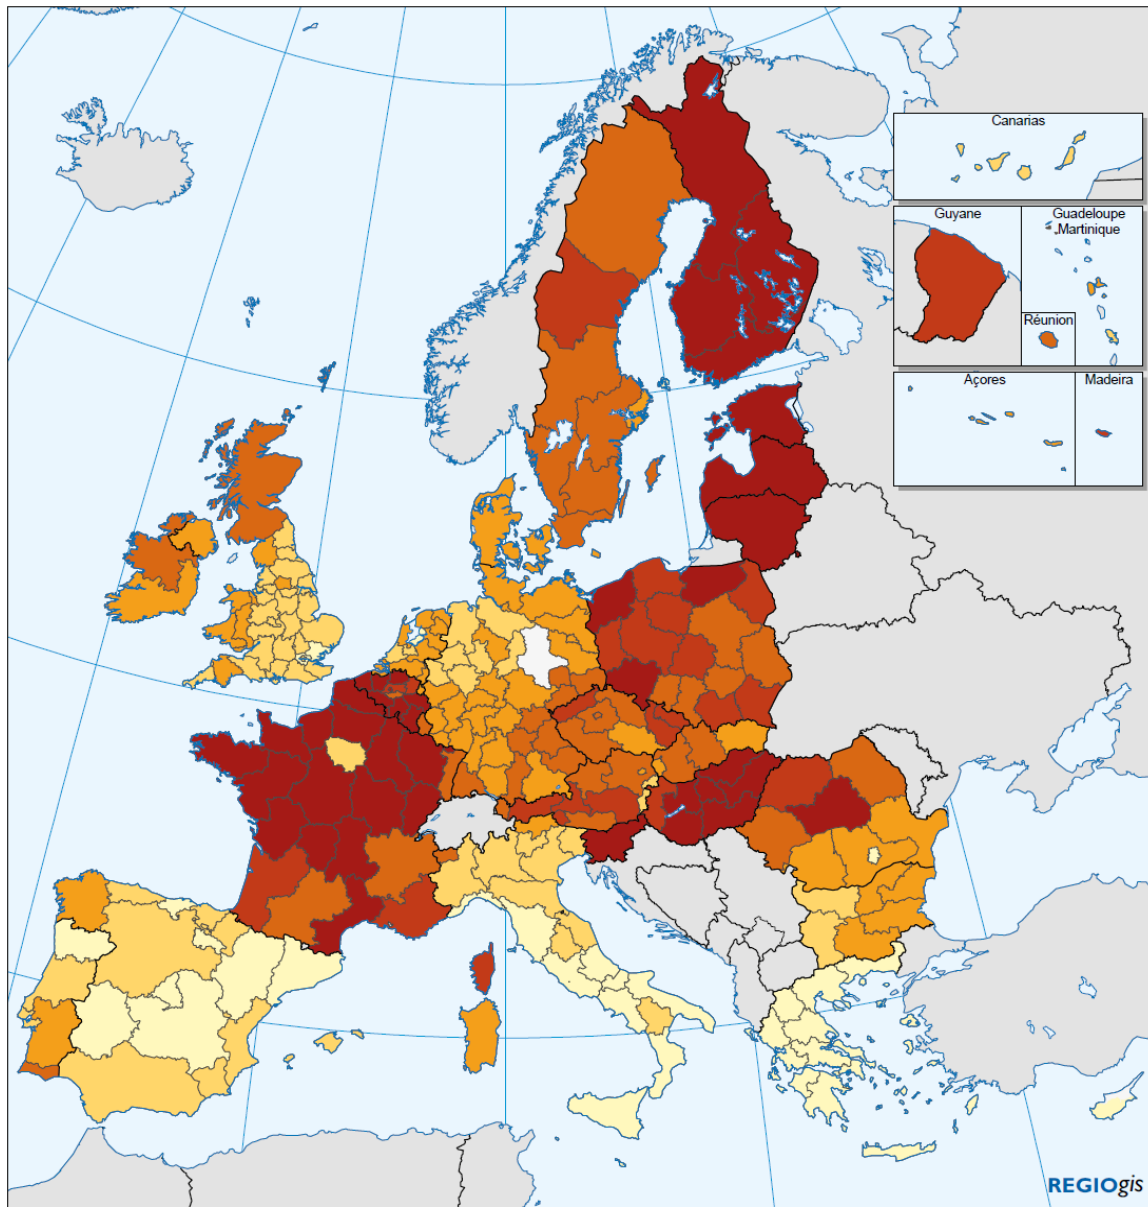 Canarias
Guyane
Guadeloupe
Martinique
Réunion
Açores
Madeira
REGIOgis